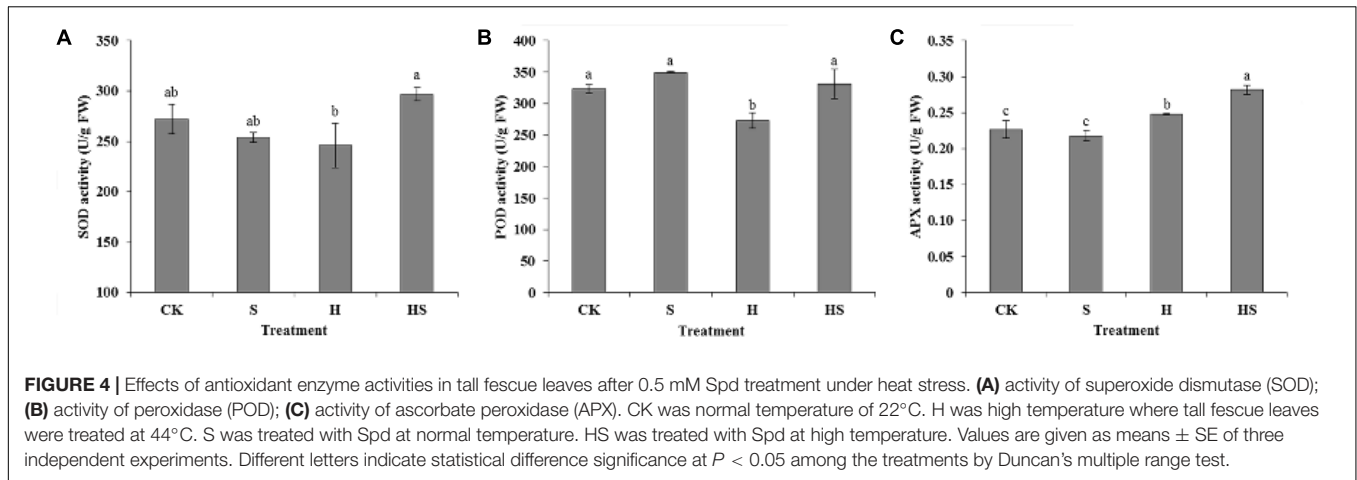 A
350
300
250
200
150
100
SOD activity (U/g FW)
ab
ab
b
a
CK S H HS
Treatment
B
400
350
300
250
200
150
100
50
0
POD activity (U/g FW)
a
a
b
a
CK S H HS
Treatment
C
0.35
0.30
0.25
0.20
0.15
0.10
0.05
0
APX activity (U/g FW)
c
c
b
a
CK S H HS
Treatment
FIGURE 4 | Effects of antioxidant enzyme activities in tall fescue leaves after 0.5 mM Spd treatment under heat stress. (A) activity of superoxide dismutase (SOD);
(B) activity of peroxidase (POD); (C) activity of ascorbate peroxidase (APX). CK was normal temperature of 22°C. H was high temperature where tall fescue leaves
were treated at 44°C. S was treated with Spd at normal temperature. HS was treated with Spd at high temperature. Values are given as means ± SE of three
independent experiments. Different letters indicate statistical difference significance at P < 0.05 among the treatments by Duncan's multiple range test.